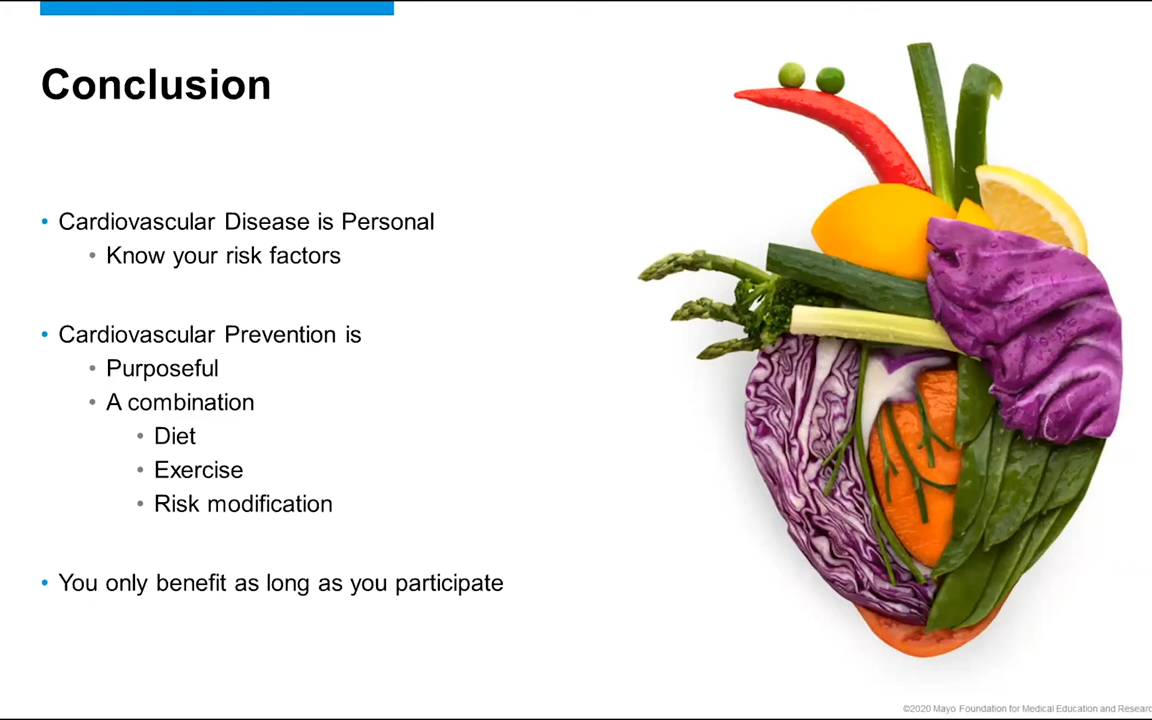 Conclusion
• Cardiovascular Disease is Personal
• Know your risk factors
• Cardiovascular Prevention is
• Purposeful
• A combination
• Diet
• Exercise
• Risk modification
• You only benefit as long as you participate
©2020 Mayo Foundation for Medical Education and Researc